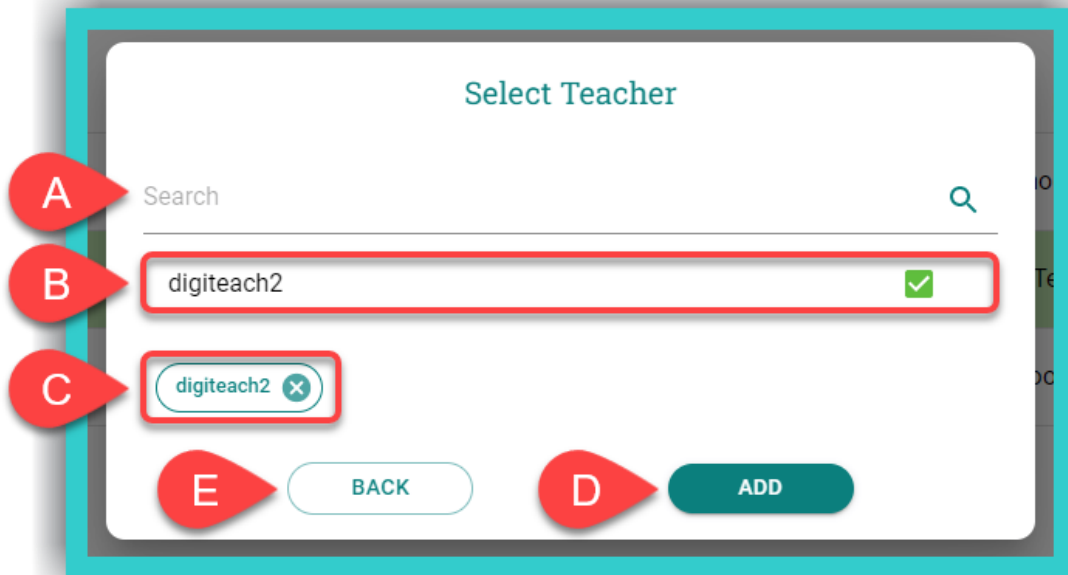 Select Teacher
A
Search
B
digiteach2
C
digiteach2
E
BACK
D
ADD